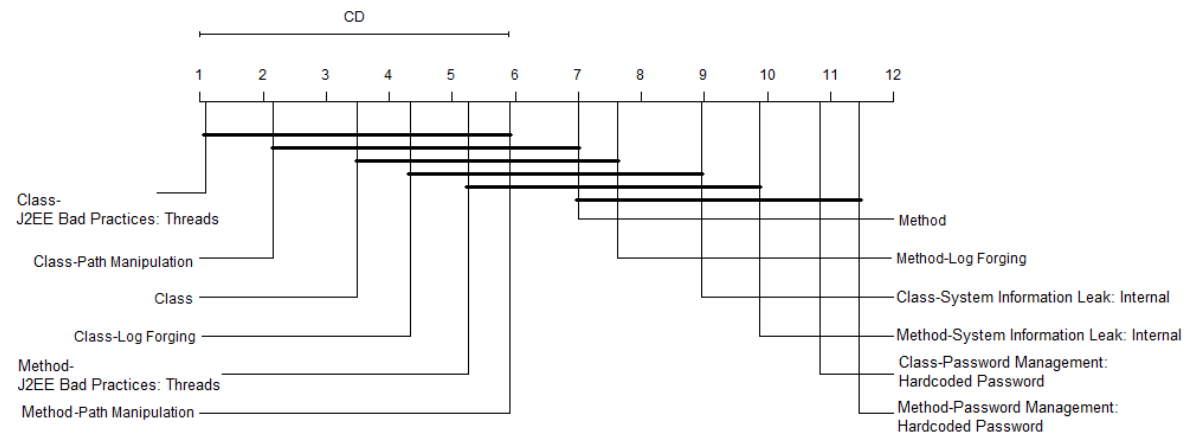 CD
1 2 3 4 5 6 7 8 9 10 11 12
Class-
J2EE Bad Practices: Threads
Class-Path Manipulation
Class
Class-Log Forging
Method-
J2EE Bad Practices: Threads
Method-Path Manipulation
Method
Method-Log Forging
Class-System Information Leak: Internal
Method-System Information Leak: Internal
Class-Password Management:
Hardcoded Password
Method-Password Management:
Hardcoded Password